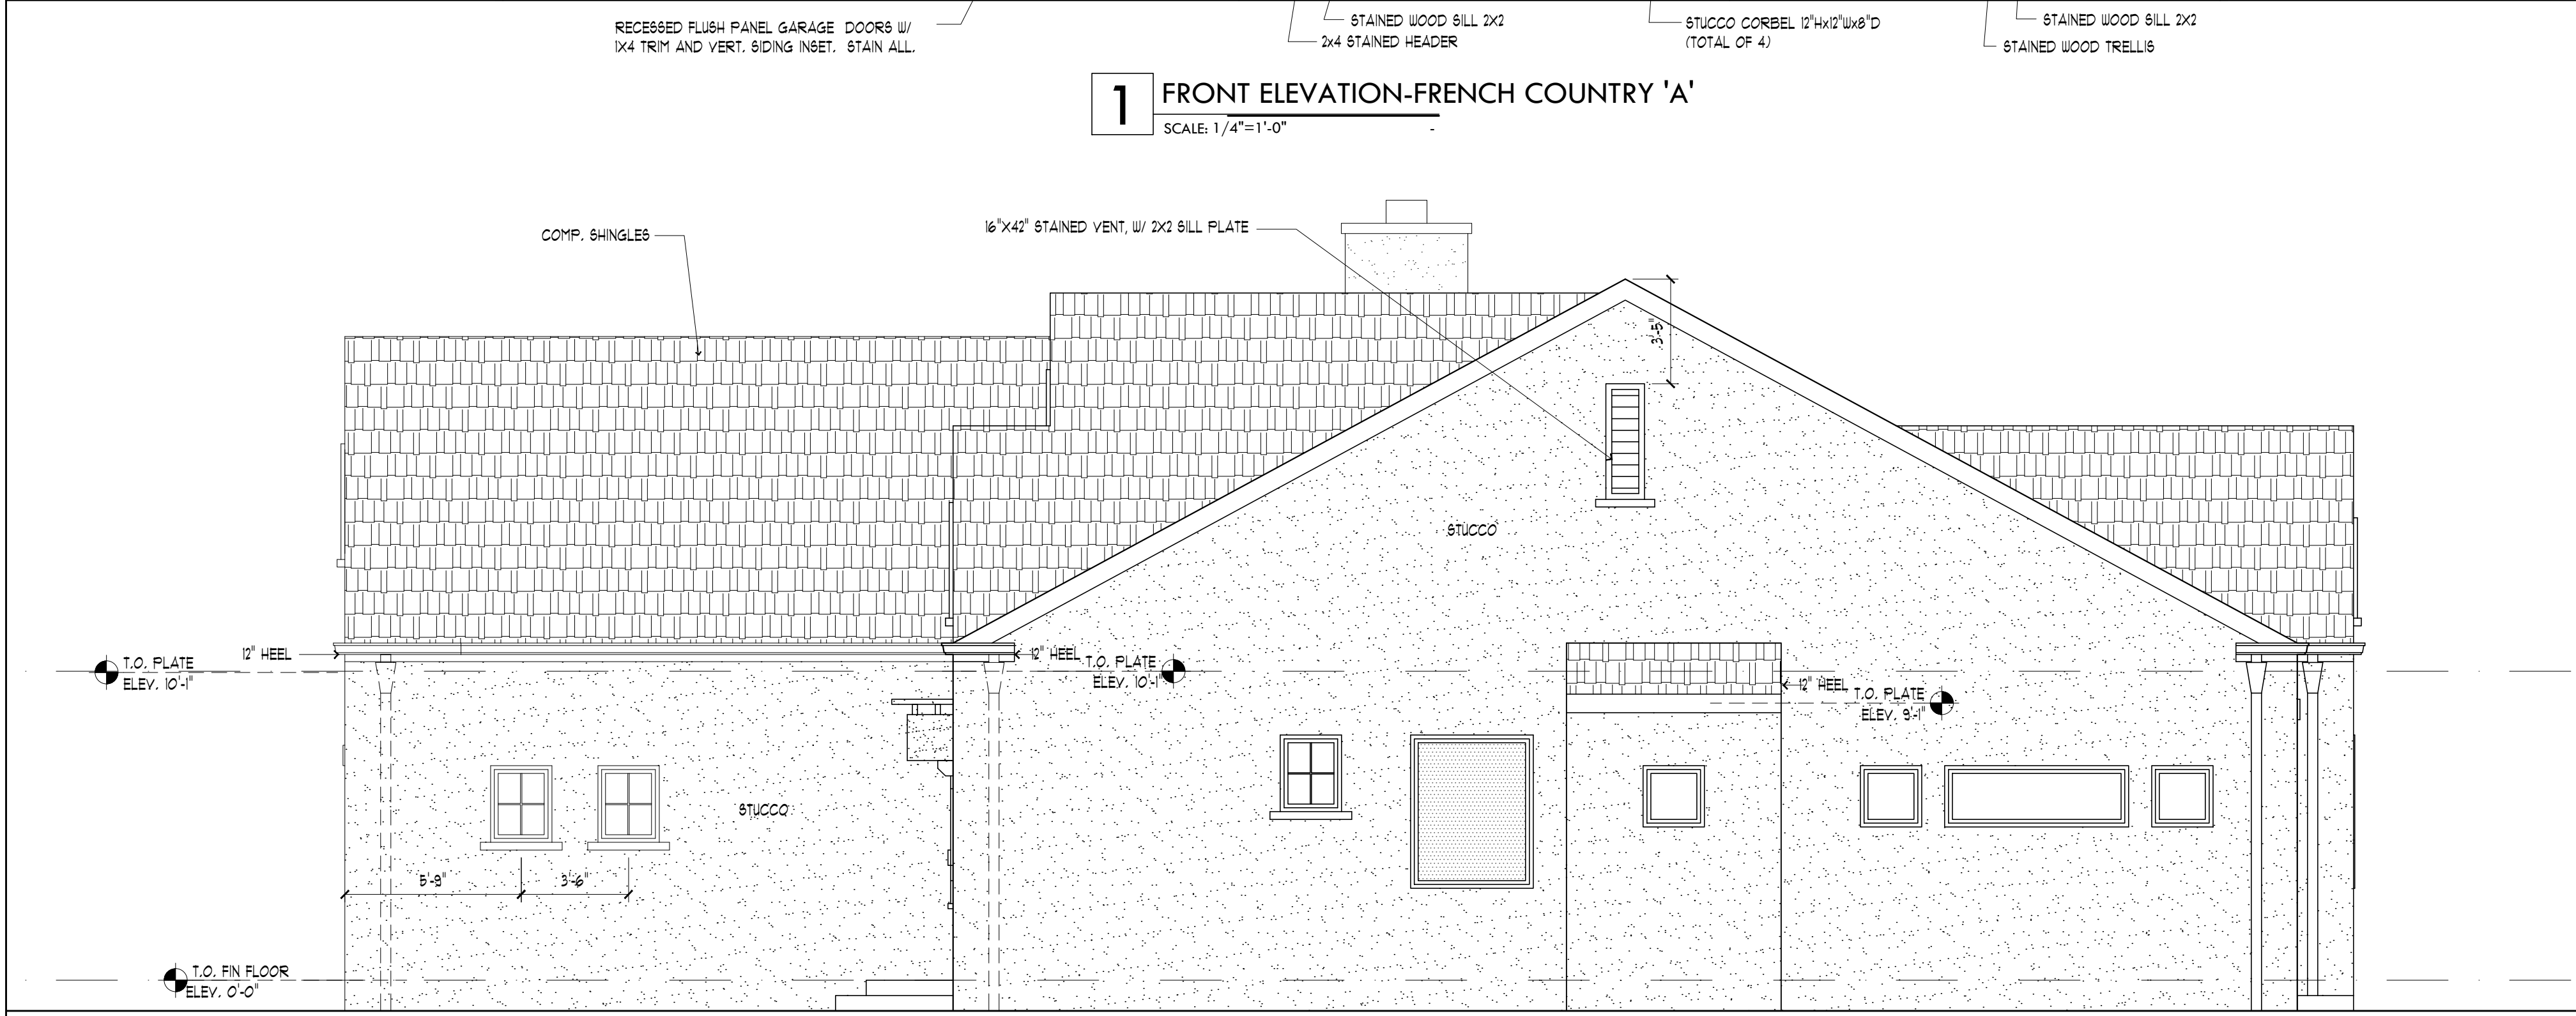 RECESSED FLUSH PANEL GARAGE DOORS W/
1X4 TRIM AND VERT. SIDING INSET. STAIN ALL.
STAINED WOOD SILL 2X2
2x4 STAINED HEADER
STUCCO CORBEL 12"Hx12"Wx8"D
(TOTAL OF 4)
STAINED WOOD SILL 2X2
STAINED WOOD TRELLIS
1
FRONT ELEVATION-FRENCH COUNTRY 'A'
SCALE: 1/4"=1'-0" -
COMP. SHINGLES
16"X42" STAINED VENT, W/ 2X2 SILL PLATE
3'-5"
STUCCO
12" HEEL
T.O. PLATE
ELEV. 10'-1"
12" HEEL
T.O. PLATE
ELEV. 10'-1"
12" HEEL
T.O. PLATE
ELEV. 9'-1"
STUCCO
5'-9"
3'-6"
T.O. FIN FLOOR
ELEV. 0'-0"